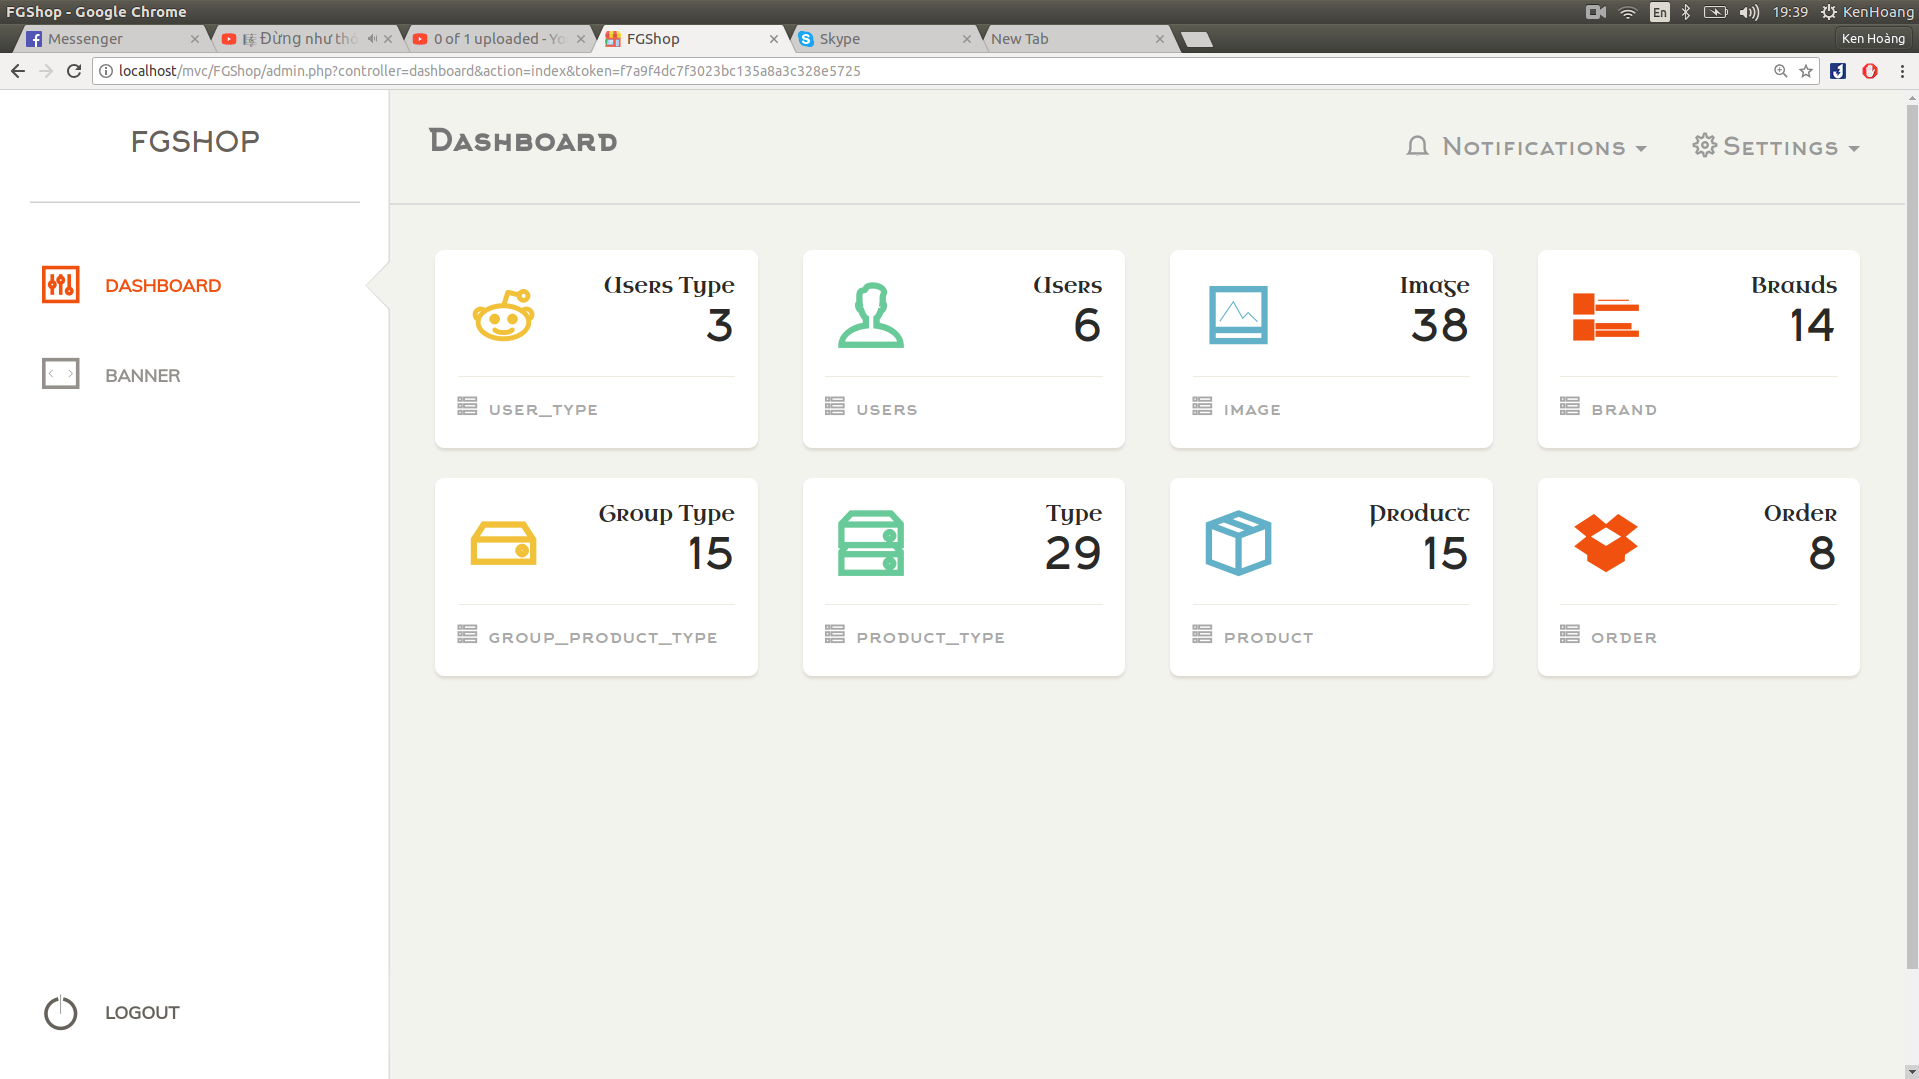 FGShop - Google Chrome
En
19:39
KenHoang
Messenger
Đừng như thó
0 of 1 uploaded - Yo
FGShop
Skype
New Tab
Ken Hoàng
localhost/mvc/FGShop/admin.php?controller=dashboard&action=index&token=f7a9f4dc7f3023bc135a8a3c328e5725
FGSHOP
Dashboard
Notifications
Settings
DASHBOARD
BANNER
LOGOUT
Users Type
3
USER_TYPE
Users
6
USERS
Image
38
IMAGE
Brands
14
BRAND
Group Type
15
GROUP_PRODUCT_TYPE
Type
29
PRODUCT_TYPE
Product
15
PRODUCT
Order
8
ORDER